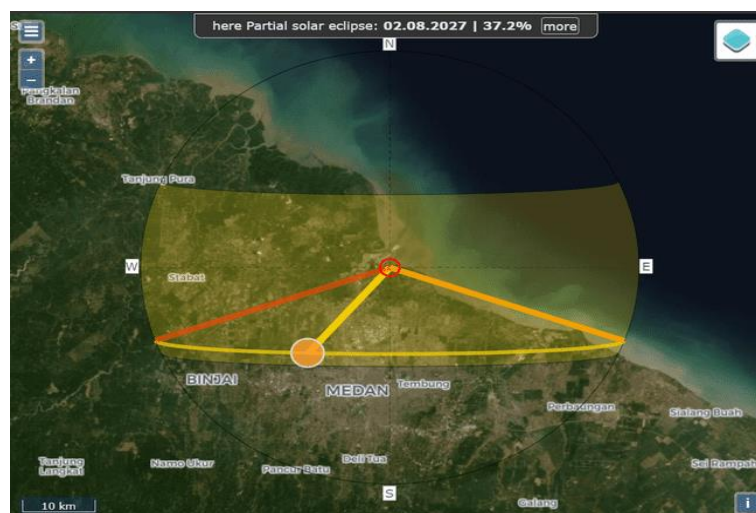 here Partial solar eclipse: 02.08.2027 | 37.2% more
N
+
−
Pangkalan
Brandan
Tanjung Pura
W
E
Stabat
BINJAI
MEDAN
Tembung
Perbaungan
Sialang Buah
Deli Tua
Tanjung
Langkat
Namo Ukur
Pancur Batu
Sei Rampah
S
Galang
10 km
i